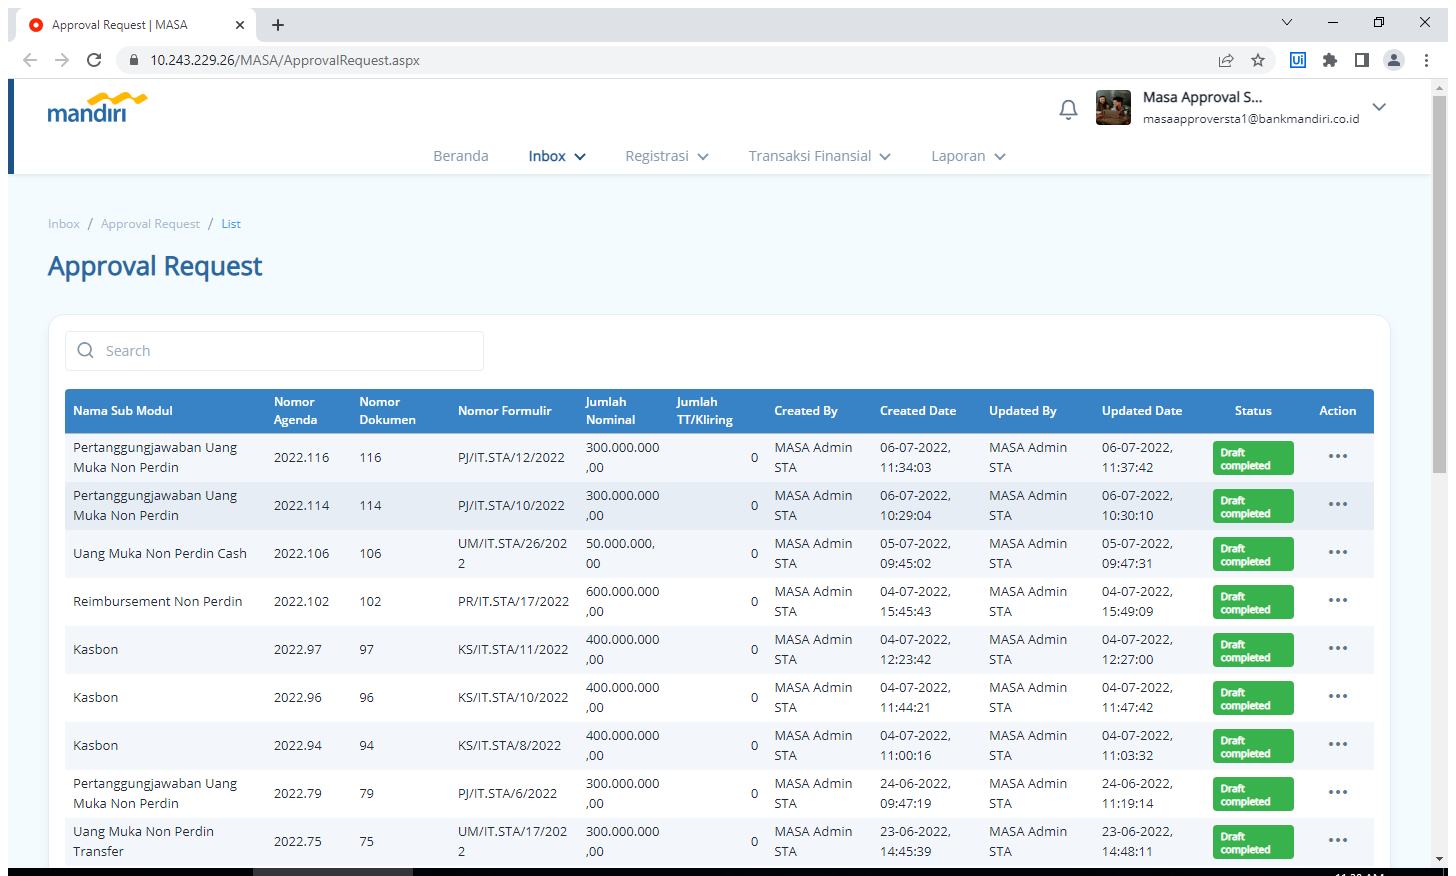 Approval Request | MASA
10.243.229.26/MASA/ApprovalRequest.aspx
Ui
mandiri
Masa Approval S...
masaapproversta1@bankmandiri.co.id
Beranda Inbox Registrasi Transaksi Finansial Laporan
Inbox / Approval Request / List
Approval Request
Search
Nama Sub Modul Nomor Agenda Nomor Dokumen Nomor Formulir Jumlah Nominal Jumlah TT/Kliring Created By Created Date Updated By Updated Date Status Action
Pertanggungjawaban Uang Muka Non Perdin 2022.116 116 PJ/IT.STA/12/2022 300.000.000,00 0 MASA Admin STA 06-07-2022, 11:34:03 MASA Admin STA 06-07-2022, 11:37:42 Draft completed
Pertanggungjawaban Uang Muka Non Perdin 2022.114 114 PJ/IT.STA/10/2022 300.000.000,00 0 MASA Admin STA 06-07-2022, 10:29:04 MASA Admin STA 06-07-2022, 10:30:10 Draft completed
Uang Muka Non Perdin Cash 2022.106 106 UM/IT.STA/26/2022 50.000.000,00 0 MASA Admin STA 05-07-2022, 09:45:02 MASA Admin STA 05-07-2022, 09:47:31 Draft completed
Reimbursement Non Perdin 2022.102 102 PR/IT.STA/17/2022 600.000.000,00 0 MASA Admin STA 04-07-2022, 15:45:43 MASA Admin STA 04-07-2022, 15:49:09 Draft completed
Kasbon 2022.97 97 KS/IT.STA/11/2022 400.000.000,00 0 MASA Admin STA 04-07-2022, 12:23:42 MASA Admin STA 04-07-2022, 12:27:00 Draft completed
Kasbon 2022.96 96 KS/IT.STA/10/2022 400.000.000,00 0 MASA Admin STA 04-07-2022, 11:44:21 MASA Admin STA 04-07-2022, 11:47:42 Draft completed
Kasbon 2022.94 94 KS/IT.STA/8/2022 400.000.000,00 0 MASA Admin STA 04-07-2022, 11:00:16 MASA Admin STA 04-07-2022, 11:03:32 Draft completed
Pertanggungjawaban Uang Muka Non Perdin 2022.79 79 PJ/IT.STA/6/2022 300.000.000,00 0 MASA Admin STA 24-06-2022, 09:47:19 MASA Admin STA 24-06-2022, 11:19:14 Draft completed
Uang Muka Non Perdin Transfer 2022.75 75 UM/IT.STA/17/2022 300.000.000,00 0 MASA Admin STA 23-06-2022, 14:45:39 MASA Admin STA 23-06-2022, 14:48:11 Draft completed